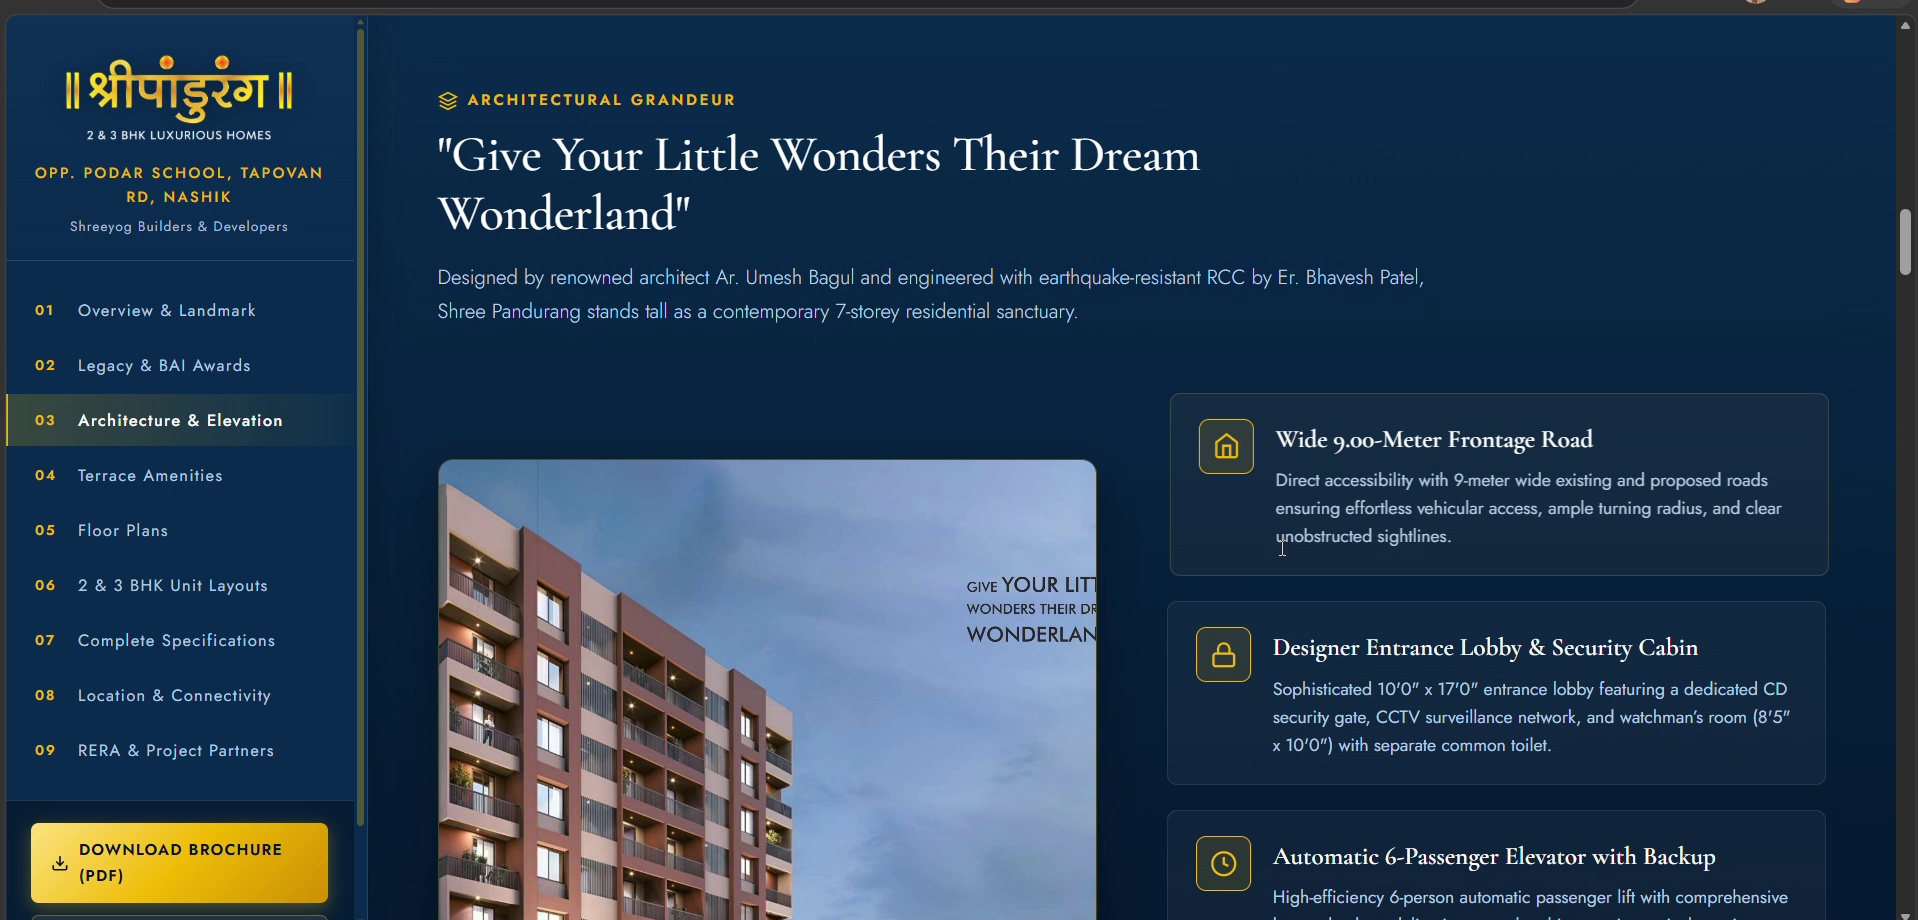 ॥ श्रीपांडुरंग ॥
2 & 3 BHK LUXURIOUS HOMES
OPP. PODAR SCHOOL, TAPOVAN
RD, NASHIK
Shreeyog Builders & Developers
01 Overview & Landmark
02 Legacy & BAI Awards
03 Architecture & Elevation
04 Terrace Amenities
05 Floor Plans
06 2 & 3 BHK Unit Layouts
07 Complete Specifications
08 Location & Connectivity
09 RERA & Project Partners
DOWNLOAD BROCHURE
(PDF)
ARCHITECTURAL GRANDEUR
"Give Your Little Wonders Their Dream
Wonderland"
Designed by renowned architect Ar. Umesh Bagul and engineered with earthquake-resistant RCC by Er. Bhavesh Patel,
Shree Pandurang stands tall as a contemporary 7-storey residential sanctuary.
GIVE YOUR LITT
WONDERS THEIR DR
WONDERLAN
Wide 9.00-Meter Frontage Road
Direct accessibility with 9-meter wide existing and proposed roads
ensuring effortless vehicular access, ample turning radius, and clear
unobstructed sightlines.
Designer Entrance Lobby & Security Cabin
Sophisticated 10'0" x 17'0" entrance lobby featuring a dedicated CD
security gate, CCTV surveillance network, and watchman's room (8'5"
x 10'0") with separate common toilet.
Automatic 6-Passenger Elevator with Backup
High-efficiency 6-person automatic passenger lift with comprehensive